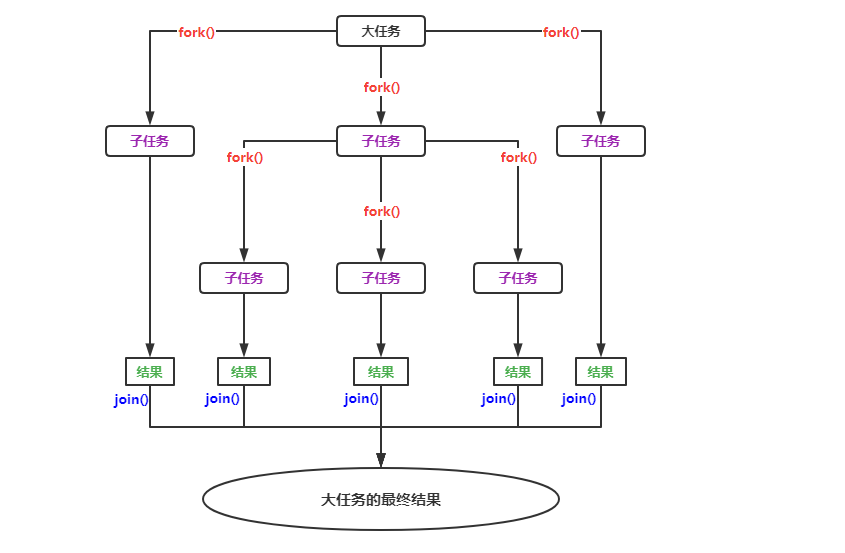 大任务
fork()
fork()
fork()
子任务
子任务
子任务
fork()
fork()
fork()
子任务
子任务
子任务
结果
结果
结果
结果
结果
join()
join()
join()
join()
join()
大任务的最终结果